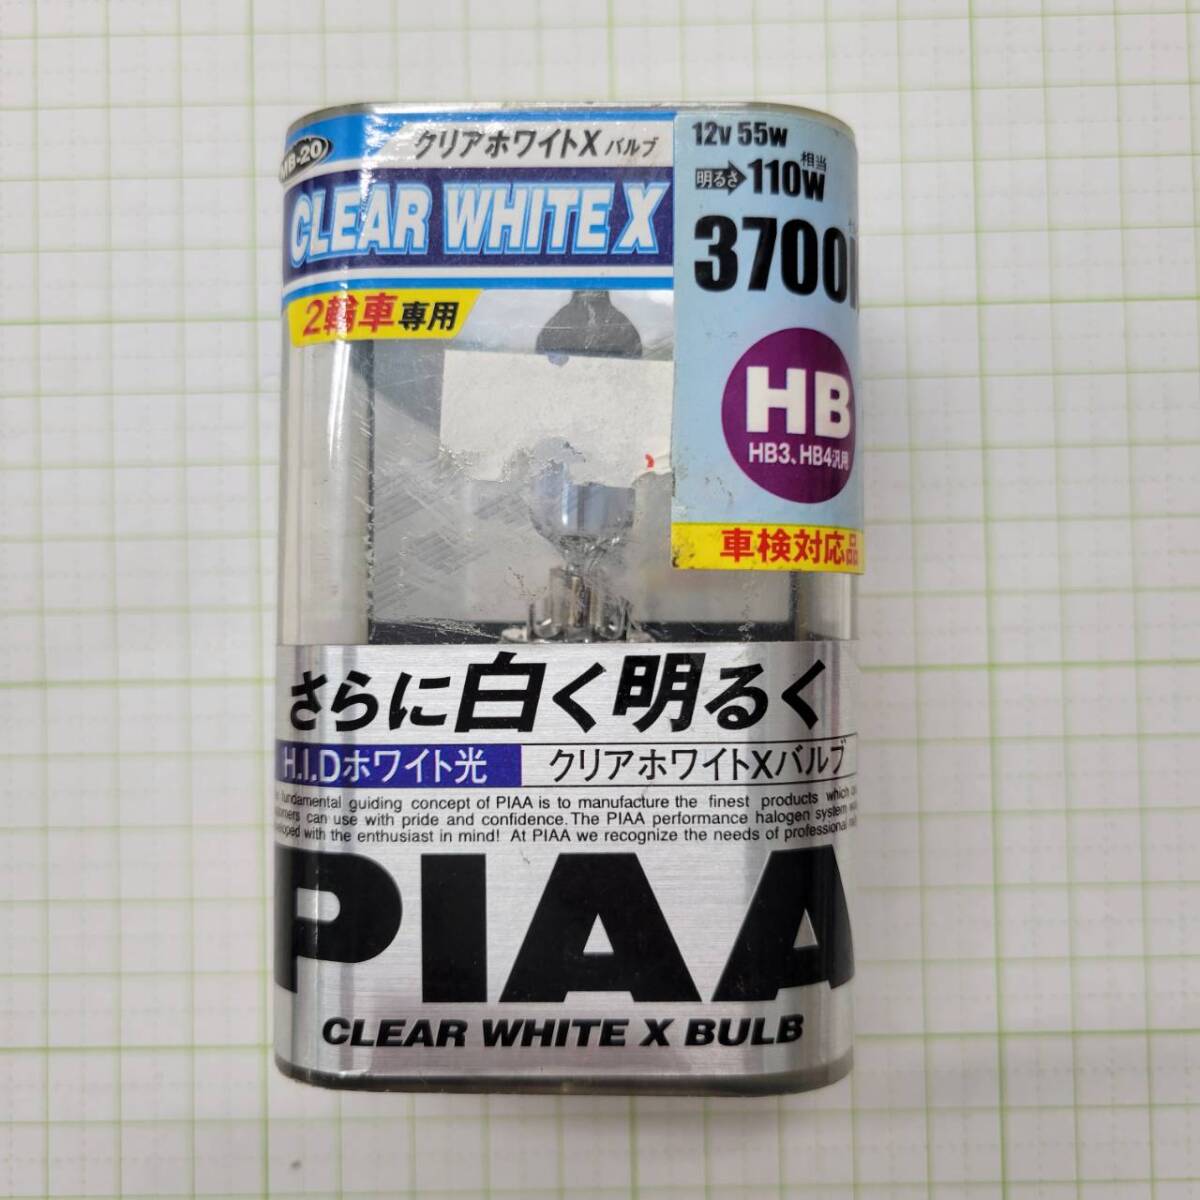 MB-20
クリアホワイトX バルブ
CLEAR WHITE X
2輪車専用
12v 55w
明るさ 110w 相当
3700
HB
HB3、HB4汎用
車検対応品
さらに白く明るく
H.I.Dホワイト光 クリアホワイトXバルブ
fundamental guiding concept of PIAA is to manufacture the finest products which
can use with pride and confidence. The PIAA performance halogen system
with the enthusiast in mind! At PIAA we recognize the needs of professional
PIAA
CLEAR WHITE X BULB